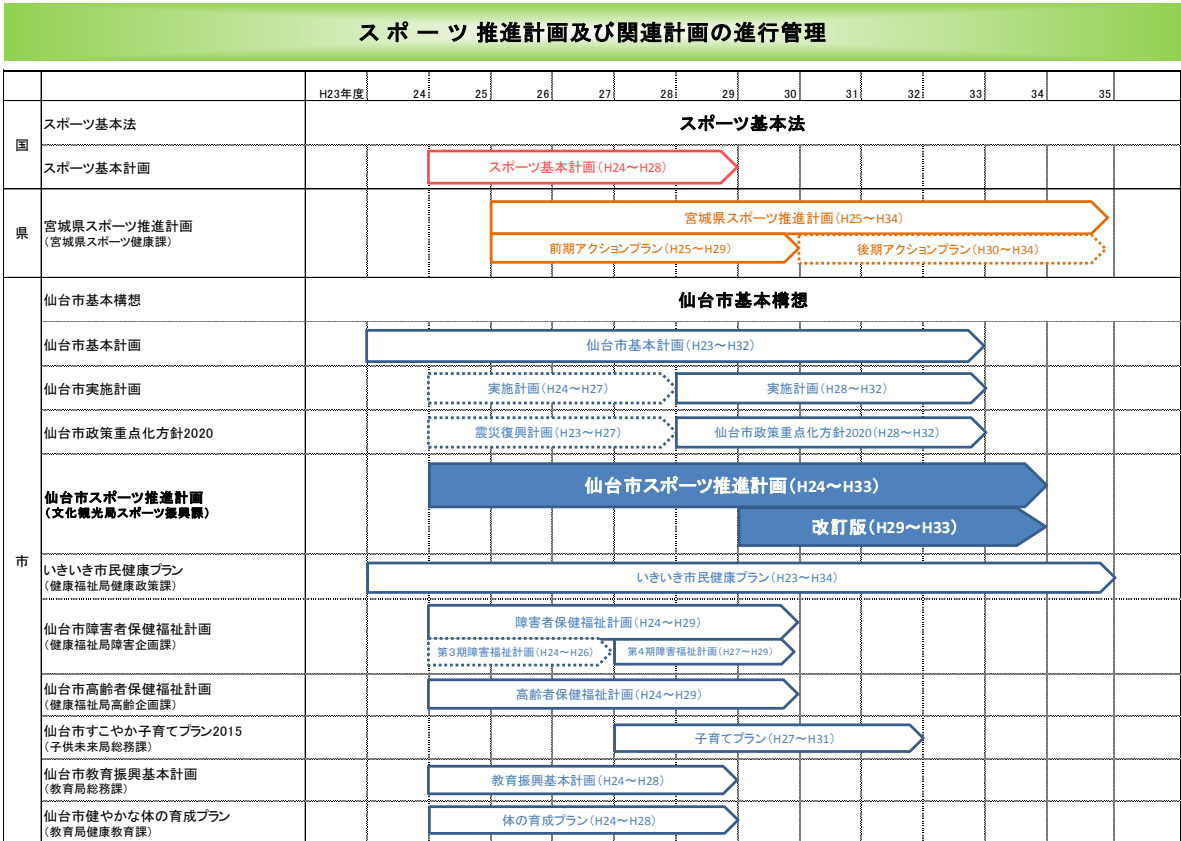 スポーツ推進計画及び関連計画の進行管理
H23年度 24 25 26 27 28 29 30 31 32 33 34 35
国
スポーツ基本法
スポーツ基本法
スポーツ基本計画
スポーツ基本計画(H24～H28)
県
宮城県スポーツ推進計画
(宮城県スポーツ健康課)
宮城県スポーツ推進計画(H25～H34)
前期アクションプラン(H25～H29)
後期アクションプラン(H30～H34)
市
仙台市基本構想
仙台市基本構想
仙台市基本計画
仙台市基本計画(H23～H32)
仙台市実施計画
実施計画(H24～H27)
実施計画(H28～H32)
仙台市政策重点化方針2020
震災復興計画(H23～H27)
仙台市政策重点化方針2020(H28～H32)
仙台市スポーツ推進計画
(文化観光局スポーツ振興課)
仙台市スポーツ推進計画(H24～H33)
改訂版(H29～H33)
いきいき市民健康プラン
(健康福祉局健康政策課)
いきいき市民健康プラン(H23～H34)
仙台市障害者保健福祉計画
(健康福祉局障害企画課)
障害者保健福祉計画(H24～H29)
第3期障害福祉計画(H24～H26)
第4期障害福祉計画(H27～H29)
仙台市高齢者保健福祉計画
(健康福祉局高齢企画課)
高齢者保健福祉計画(H24～H29)
仙台市すこやか子育てプラン2015
(子供未来局総務課)
子育てプラン(H27～H31)
仙台市教育振興基本計画
(教育局総務課)
教育振興基本計画(H24～H28)
仙台市健やかな体の育成プラン
(教育局健康教育課)
体の育成プラン(H24～H28)